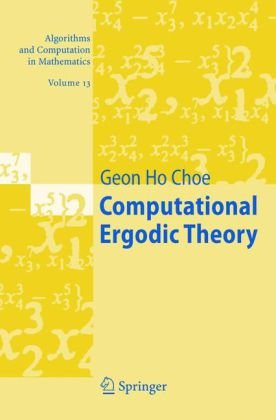 Algorithms
and Computation
in Mathematics
Volume 13
Geon Ho Choe
Computational
Ergodic Theory
Springer